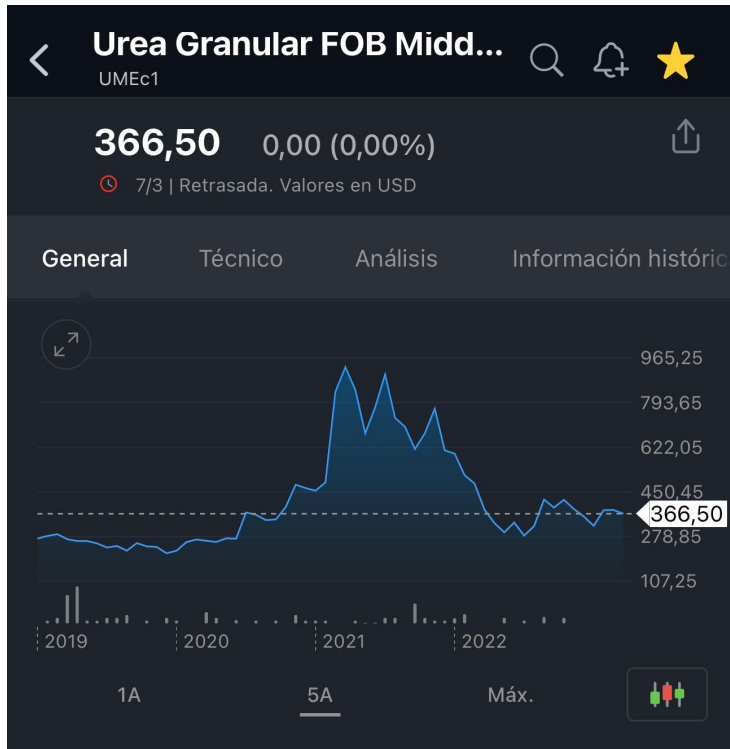 Urea Granular FOB Midd...
UMEc1
366,50 0,00 (0,00%)
7/3 | Retrasada. Valores en USD
General Técnico Análisis Información históric
965,25
793,65
622,05
450,45
366,50
278,85
107,25
2019 2020 2021 2022
1A 5A Máx.